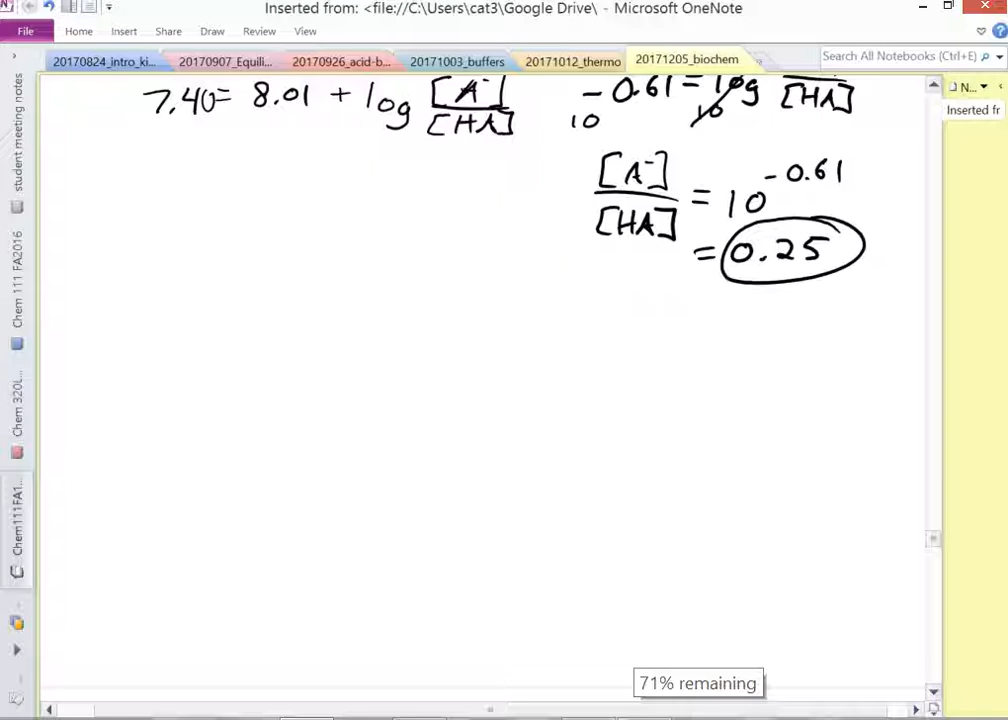 Inserted from: <file://C:\Users\cat3\Google Drive\ - Microsoft OneNote
File Home Insert Share Draw Review View
20170824_intro_ki... 20170907_Equili... 20170926_acid-b... 20171003_buffers 20171012_thermo 20171205_biochem
Search All Notebooks (Ctrl+E)
N...
Inserted fr
student meeting notes
Chem 111 FA2016
Chem 320L
Chem111FA1
7.40 = 8.01 + log [A⁻]/[HA]
-0.61 = log
[HA]
10 10
[A⁻]/[HA] = 10^-0.61
= 0.25
71% remaining